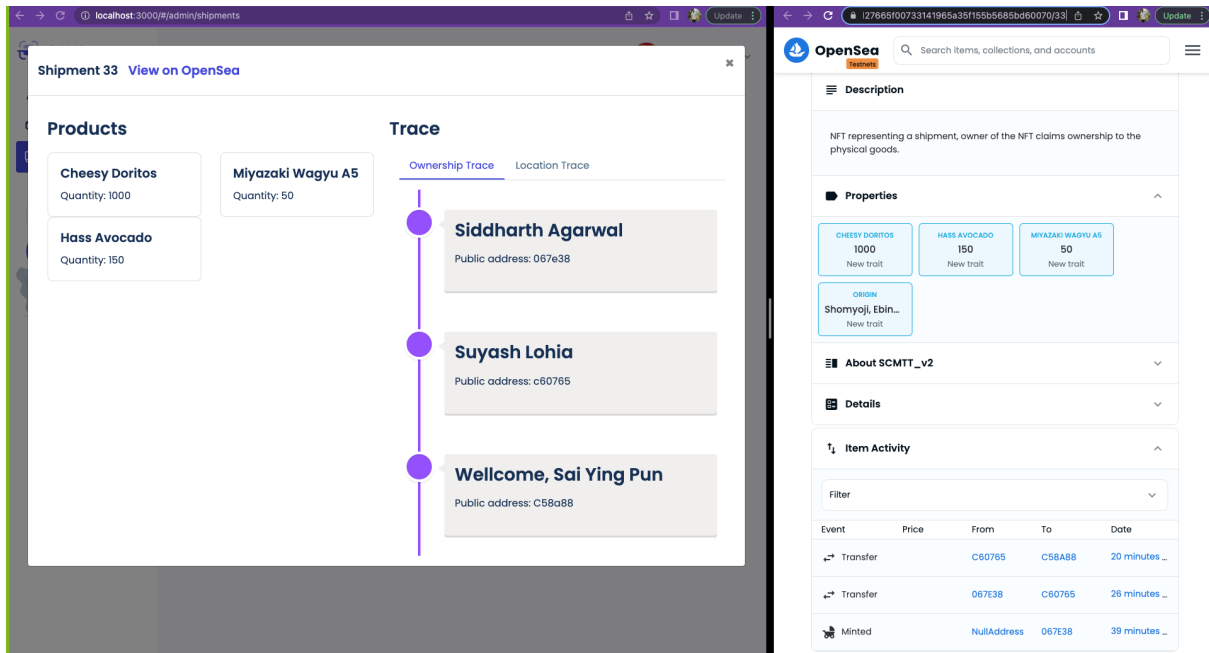 localhost:3000/#/admin/shipments
Update
Shipment 33 View on OpenSea
Products
Cheesy Doritos
Quantity: 1000
Miyazaki Wagyu A5
Quantity: 50
Hass Avocado
Quantity: 150
Trace
Ownership Trace Location Trace
Siddharth Agarwal
Public address: 067e38
Suyash Lohia
Public address: c60765
Wellcome, Sai Ying Pun
Public address: C58a88
l27665f00733141965a35f155b5685bd60070/33
Update
OpenSea
Testnets
Search items, collections, and accounts
Description
NFT representing a shipment, owner of the NFT claims ownership to the
physical goods.
Properties
CHEESY DORITOS
1000
New trait
HASS AVOCADO
150
New trait
MIYAZAKI WAGYU A5
50
New trait
ORIGIN
Shomyoji, Ebin...
New trait
About SCMTT_v2
Details
Item Activity
Filter
Event Price From To Date
Transfer C60765 C58A88 20 minutes ...
Transfer 067E38 C60765 26 minutes ...
Minted NullAddress 067E38 39 minutes ...